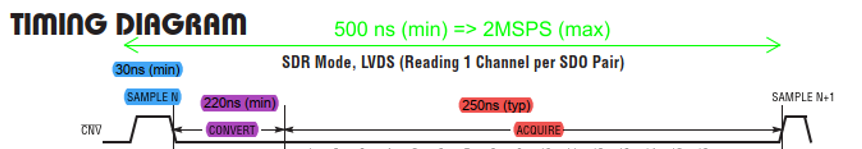 TIMING DIAGRAM
500 ns (min) => 2MSPS (max)
SDR Mode, LVDS (Reading 1 Channel per SDO Pair)
30ns (min)
SAMPLE N
220ns (min)
250ns (typ)
SAMPLE N+1
CNV
CONVERT
ACQUIRE